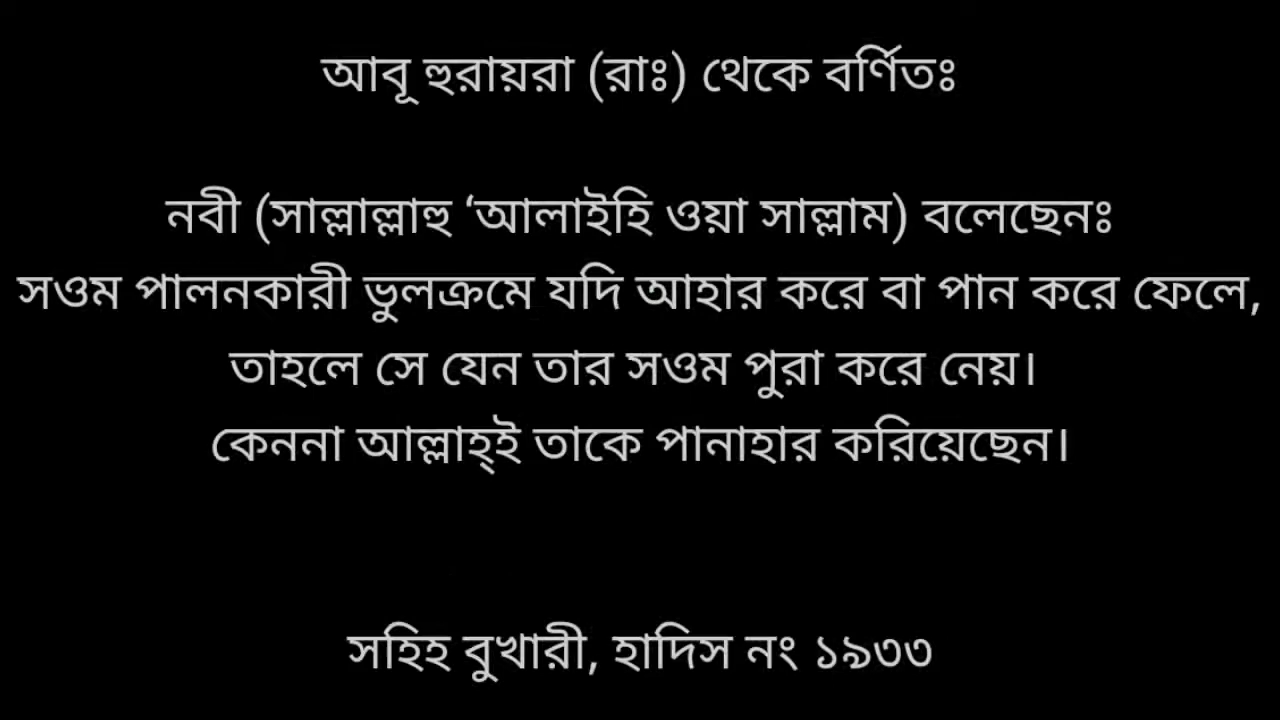 আবূ হুরায়রা (রাঃ) থেকে বর্ণিতঃ
নবী (সাল্লাল্লাহু ‘আলাইহি ওয়া সাল্লাম) বলেছেনঃ
সওম পালনকারী ভুলক্রমে যদি আহার করে বা পান করে ফেলে,
তাহলে সে যেন তার সওম পুরা করে নেয়।
কেননা আল্লাহ্‌ই তাকে পানাহার করিয়েছেন।
সহিহ বুখারী, হাদিস নং ১৯৩৩